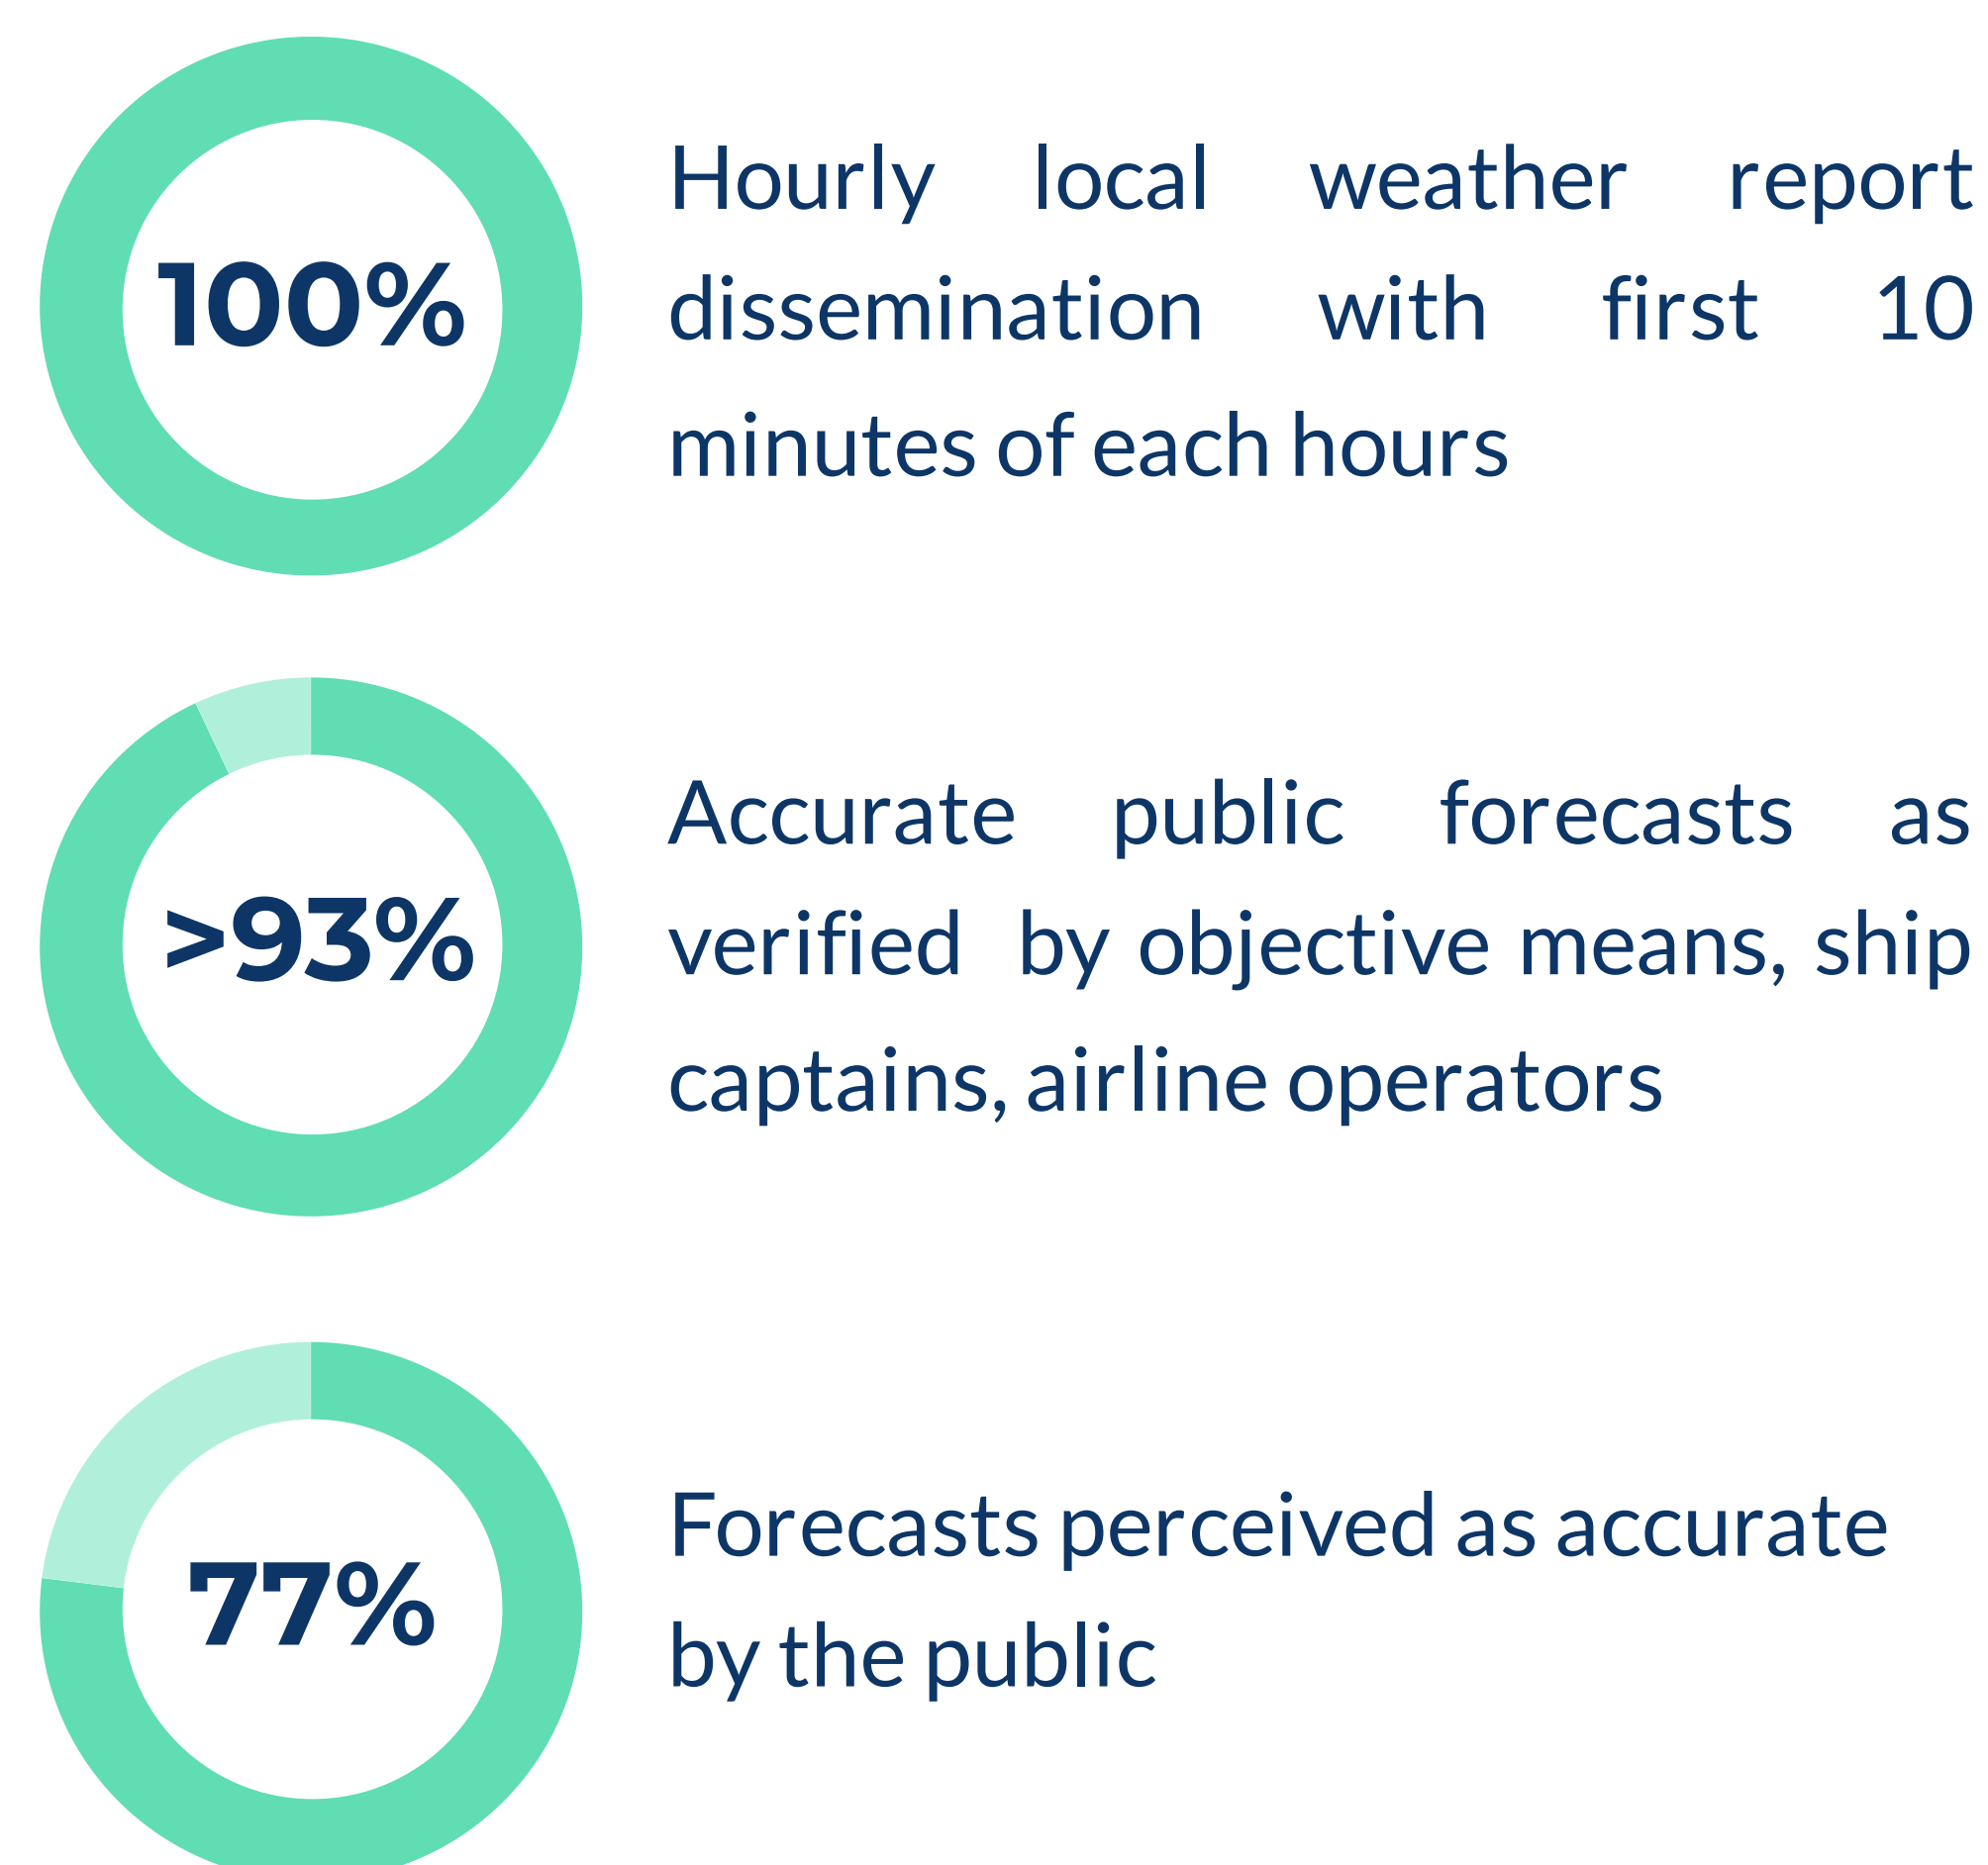 100%
Hourly local weather report
dissemination with first 10
minutes of each hours
>93%
Accurate public forecasts as
verified by objective means, ship
captains, airline operators
77%
Forecasts perceived as accurate
by the public